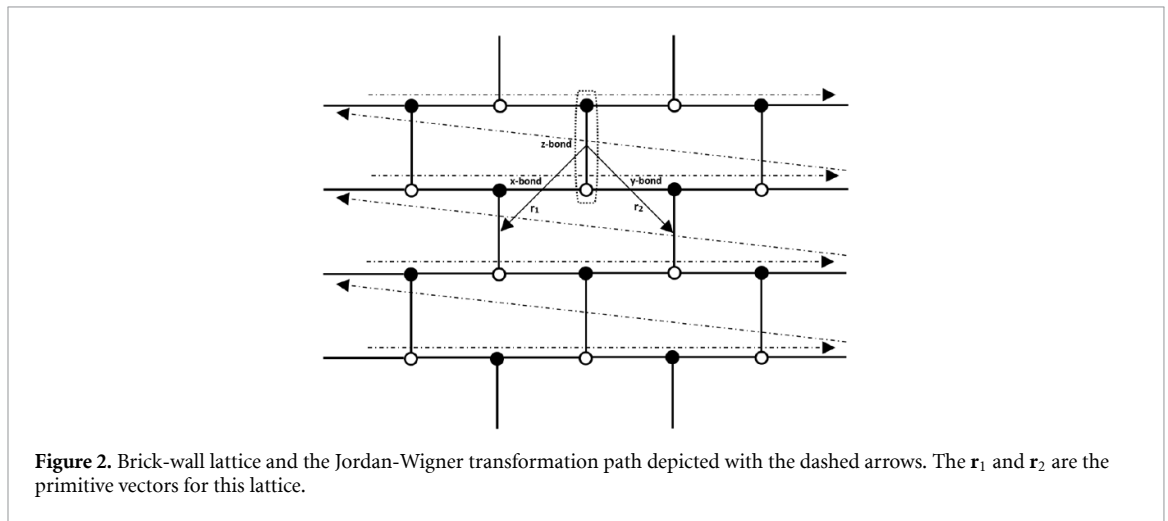 z-bond
x-bond
y-bond
r₁
r₂
Figure 2. Brick-wall lattice and the Jordan-Wigner transformation path depicted with the dashed arrows. The r₁ and r₂ are the
primitive vectors for this lattice.